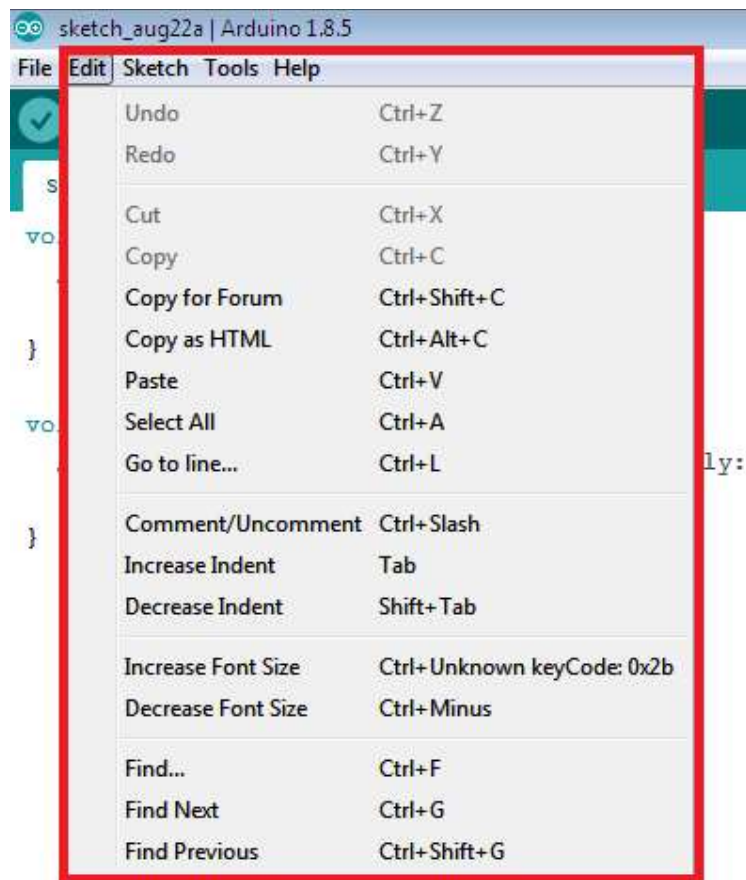 sketch_aug22a | Arduino 1.8.5
File Edit Sketch Tools Help
Undo Ctrl+Z
Redo Ctrl+Y
s
Cut Ctrl+X
vo
Copy Ctrl+C
Copy for Forum Ctrl+Shift+C
} Copy as HTML Ctrl+Alt+C
Paste Ctrl+V
vo
Select All Ctrl+A
Go to line... Ctrl+L ly:
Comment/Uncomment Ctrl+Slash
}
Increase Indent Tab
Decrease Indent Shift+Tab
Increase Font Size Ctrl+Unknown keyCode: 0x2b
Decrease Font Size Ctrl+Minus
Find... Ctrl+F
Find Next Ctrl+G
Find Previous Ctrl+Shift+G